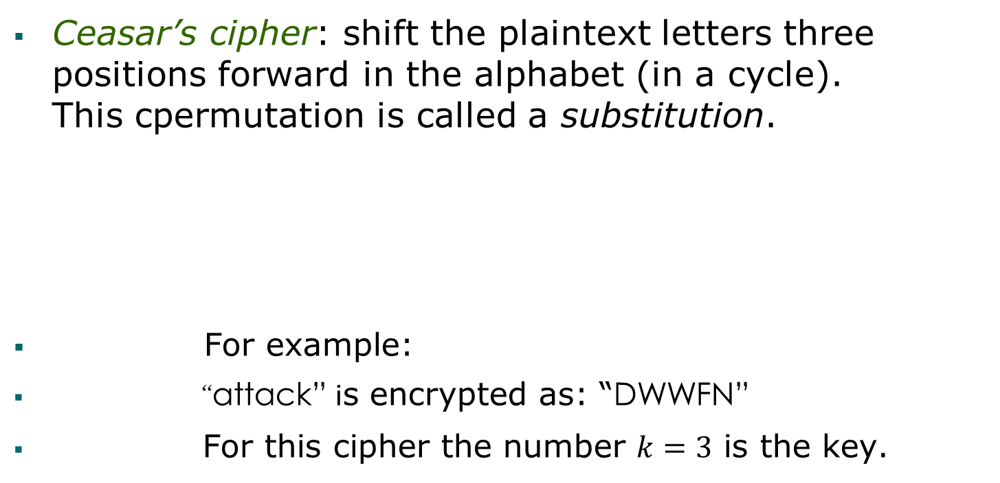 ▪ Ceasar’s cipher: shift the plaintext letters three
positions forward in the alphabet (in a cycle).
This cpermutation is called a substitution.
▪ For example:
▪ “attack” is encrypted as: “DWWFN”
▪ For this cipher the number k = 3 is the key.